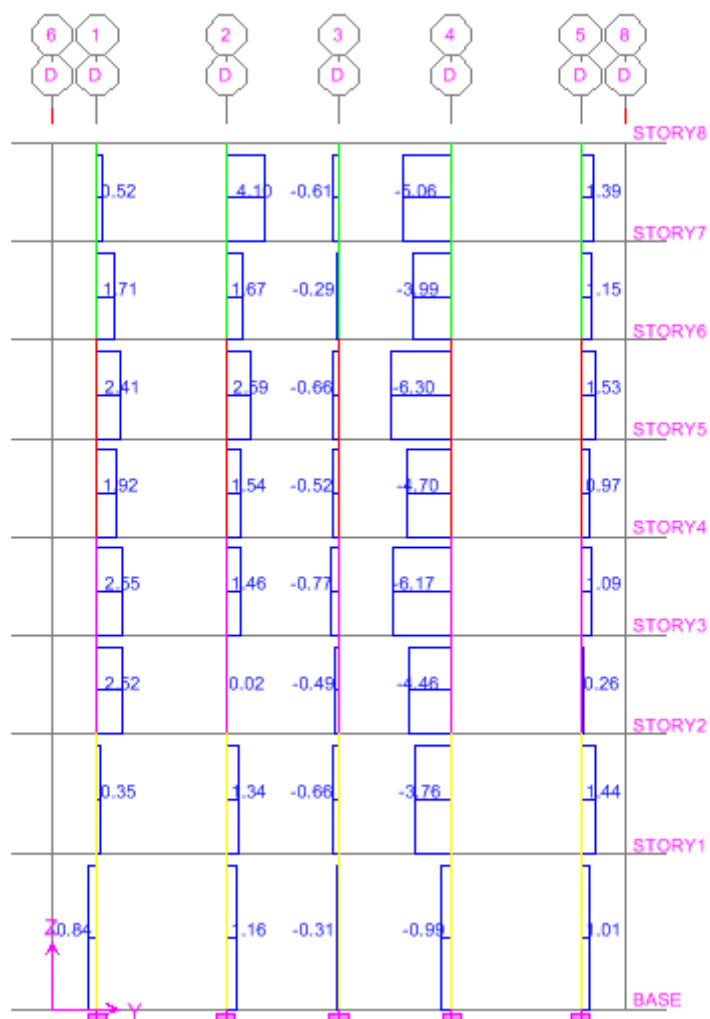 6 1 2 3 4 5 8
D D D D D D D
STORY8
0.52 4.10 -0.61 -5.06 1.39
STORY7
1.71 1.67 -0.29 -3.99 1.15
STORY6
2.41 2.59 -0.66 -6.30 1.53
STORY5
1.92 1.54 -0.52 -4.70 0.97
STORY4
2.55 1.46 -0.77 -6.17 1.09
STORY3
2.52 0.02 -0.49 -4.46 0.26
STORY2
0.35 1.34 -0.66 -3.76 1.44
STORY1
-0.84 1.16 -0.31 -0.99 1.01
Z
Y
BASE